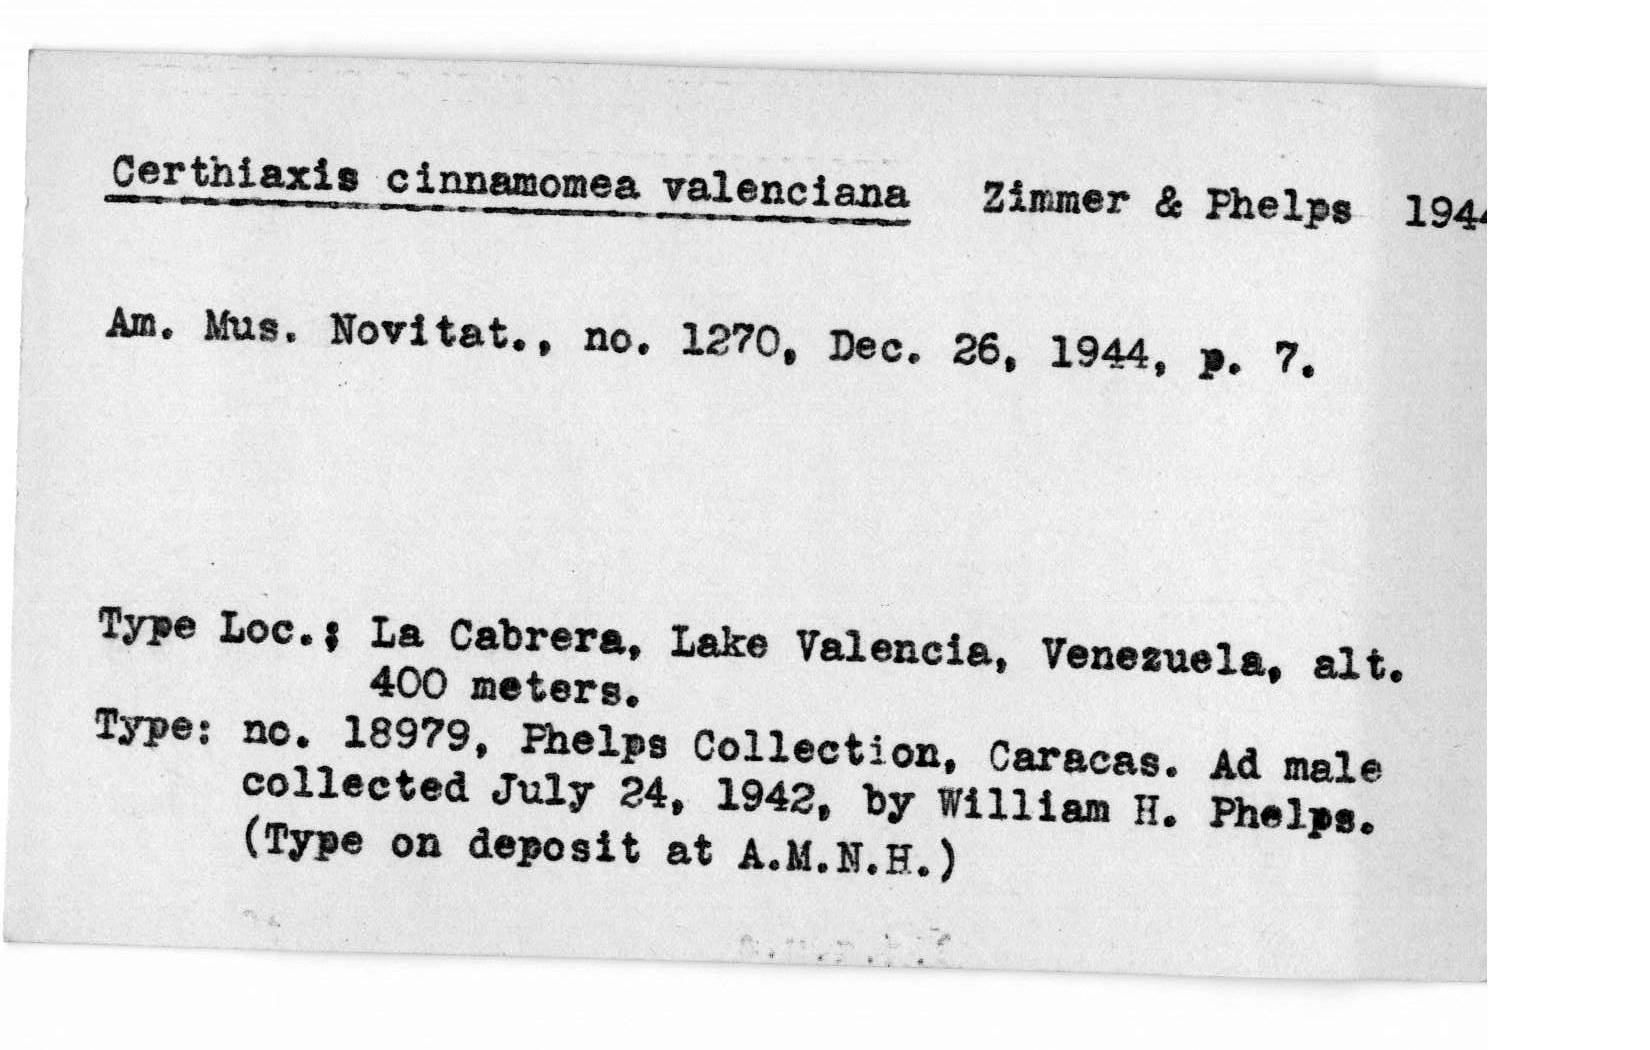 Certhiaxis cinnamomea valenciana Zimmer & Phelps 1944
Am. Mus. Novitat., no. 1270, Dec. 26, 1944, p. 7.
Type Loc.; La Cabrera, Lake Valencia, Venezuela, alt.
400 meters.
Type: no. 18979, Phelps Collection, Caracas. Ad male
collected July 24, 1942, by William H. Phelps.
(Type on deposit at A.M.N.H.)